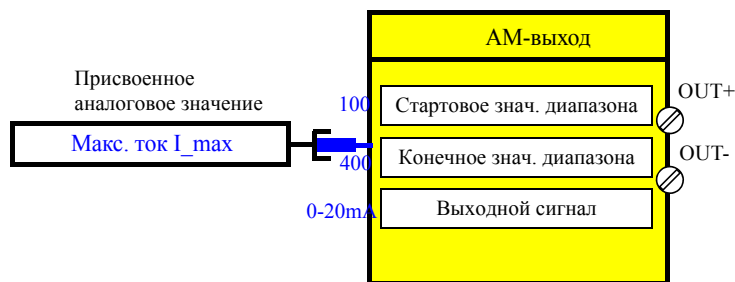 АМ-выход
Присвоенное
аналоговое значение
Макс. ток I_max
100
Стартовое знач. диапазона
OUT+
400
Конечное знач. диапазона
OUT-
0-20mA
Выходной сигнал